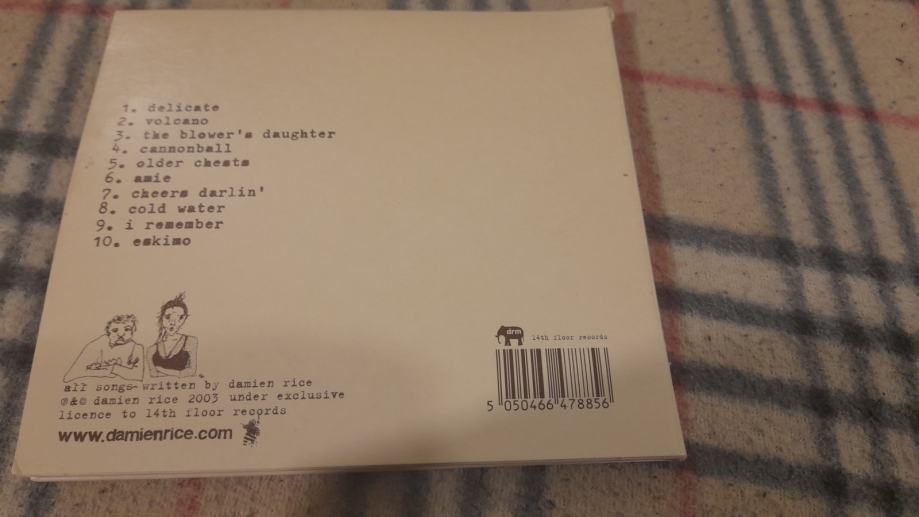 1. delicate
2. volcano
3. the blower's daughter
4. cannonball
5. older chests
6. amie
7. cheers darlin'
8. cold water
9. i remember
10. eskimo
all songs written by damien rice
℗&© damien rice 2003 under exclusive
licence to 14th floor records
www.damienrice.com
drm
14th floor records
5 050466 478856